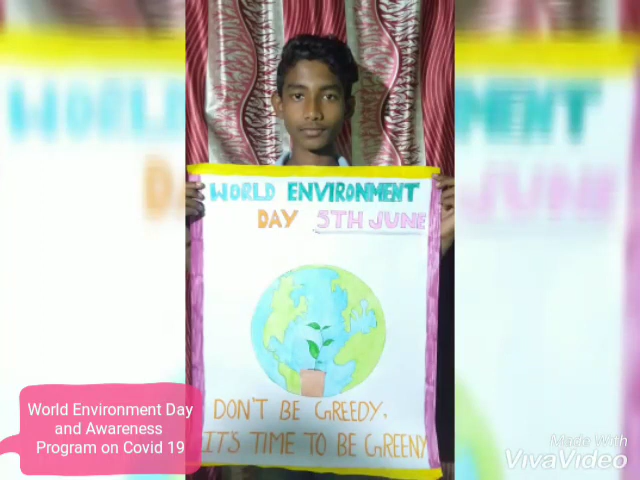 WORLD ENVIRONMENT
DAY 5TH JUNE
DON'T BE GREEDY,
IT'S TIME TO BE GREENY
World Environment Day
and Awareness
Program on Covid 19
Made With
VivaVideo